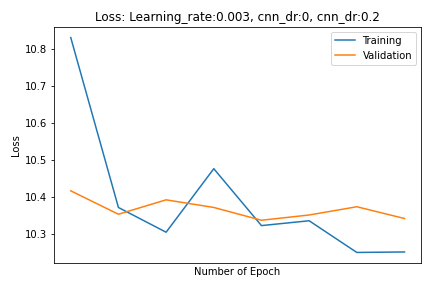 Loss: Learning_rate:0.003, cnn_dr:0, cnn_dr:0.2
Training
Validation
10.8
10.7
10.6
10.5
10.4
10.3
Loss
Number of Epoch